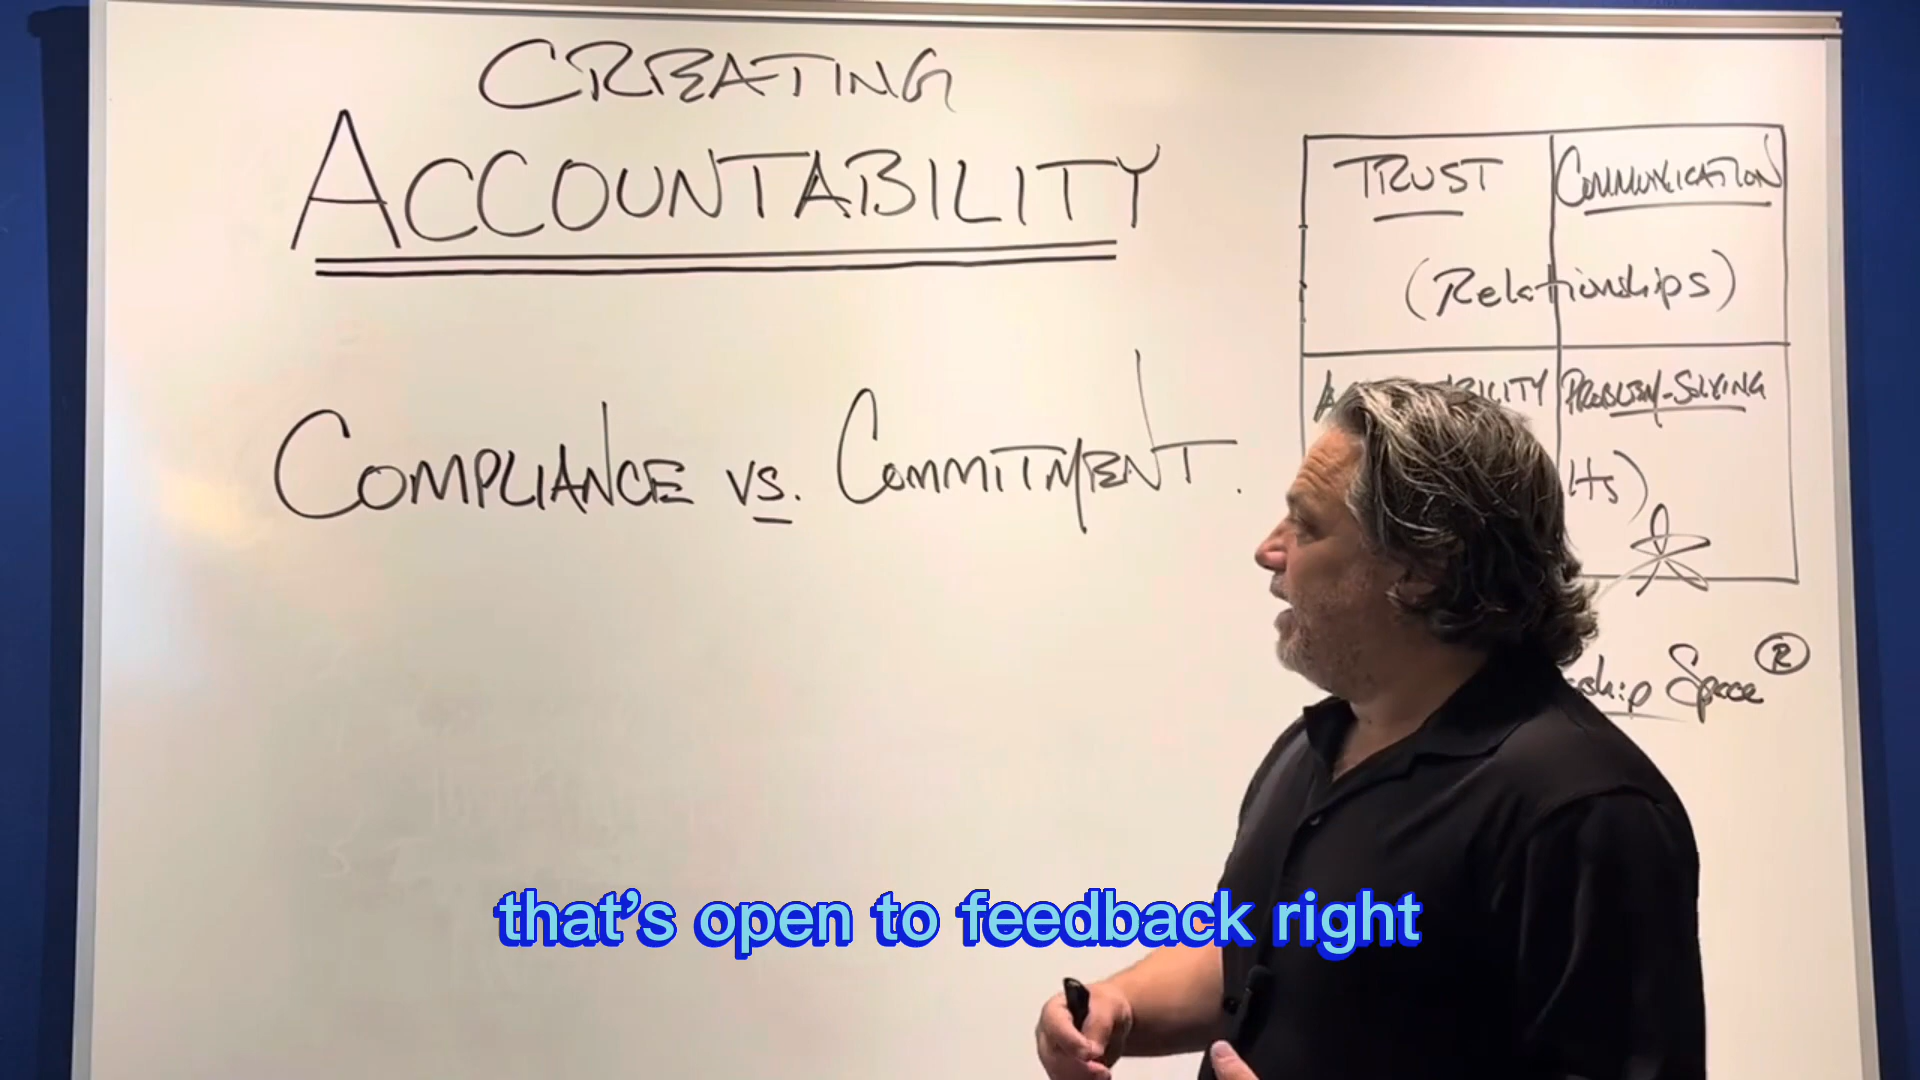 CREATING
ACCOUNTABILITY
COMPLIANCE vs. COMMITMENT.
TRUST
COMMUNICATION
(Relationships)
PROBLEM-SOLVING
Space ®
that's open to feedback right